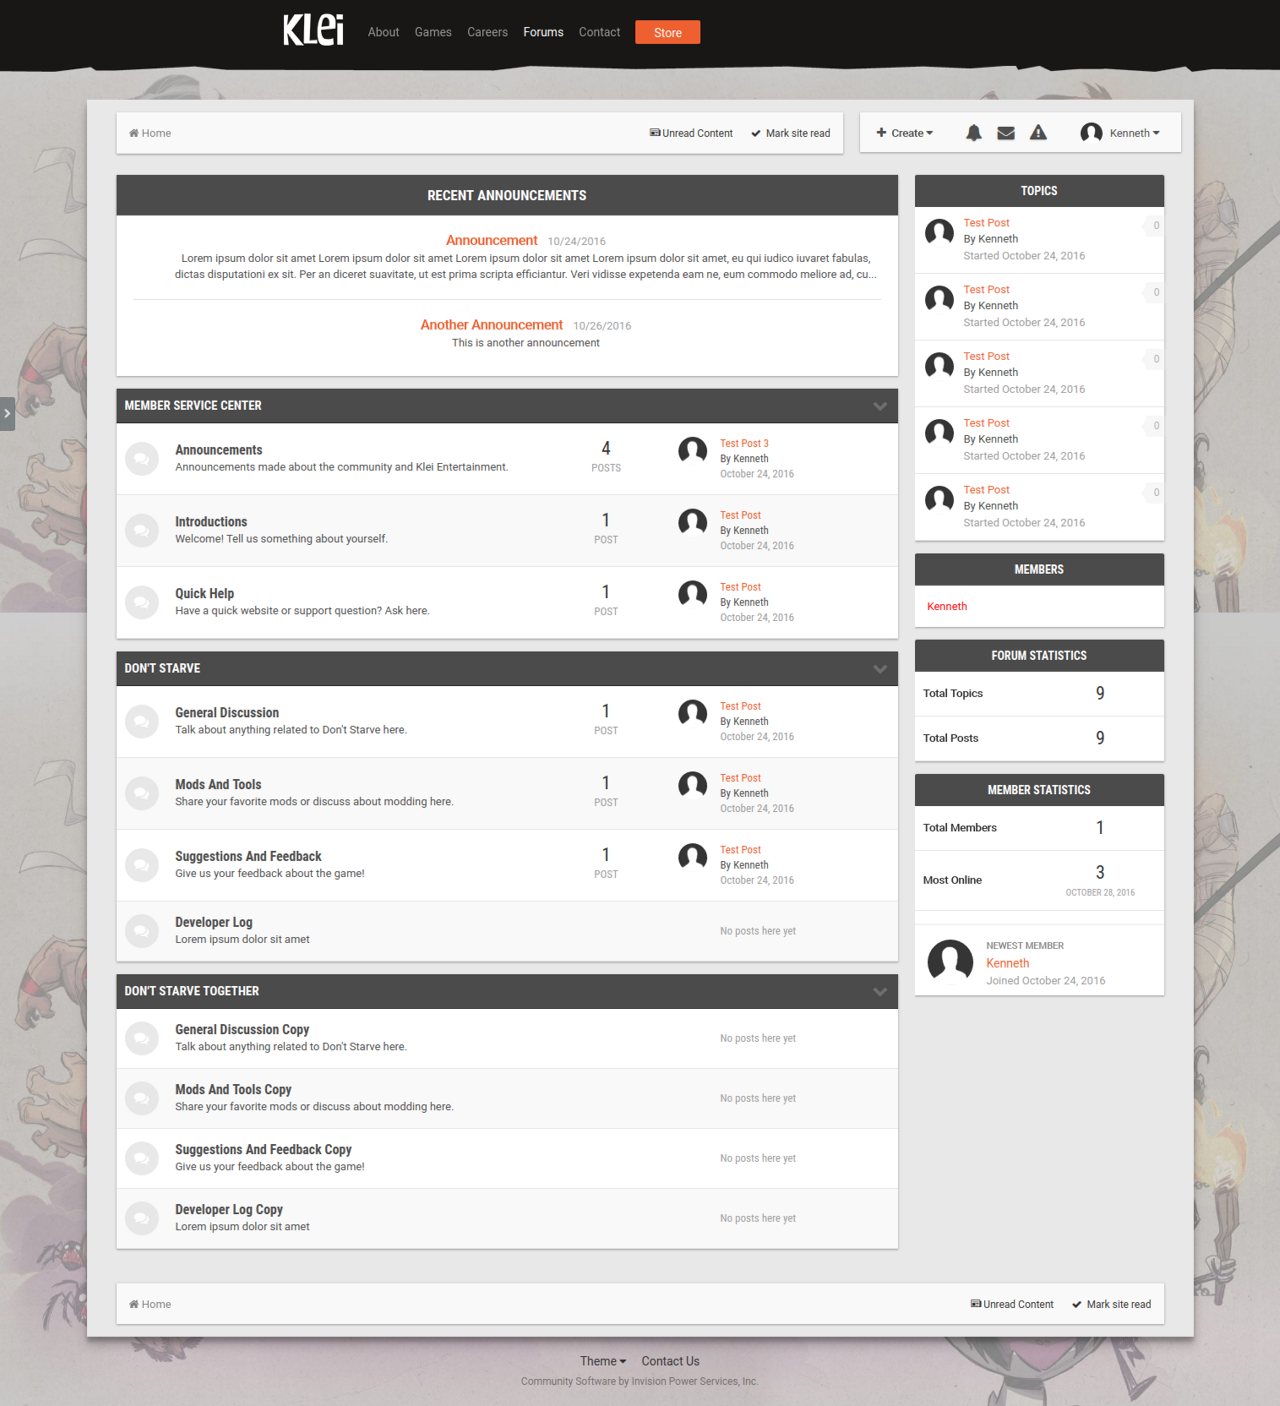 Klei
About Games Careers Forums Contact Store
Home Unread Content Mark site read
Create Kenneth
RECENT ANNOUNCEMENTS
Announcement 10/24/2016
Lorem ipsum dolor sit amet Lorem ipsum dolor sit amet Lorem ipsum dolor sit amet Lorem ipsum dolor sit amet, eu qui iudico iuvaret fabulas,
dictas disputationi ex sit. Per an diceret suavitate, ut est prima scripta efficiantur. Veri vidisse expetenda eam ne, eum commodo meliore ad, cu...
Another Announcement 10/26/2016
This is another announcement
MEMBER SERVICE CENTER
Announcements
Announcements made about the community and Klei Entertainment.
4
POSTS
Test Post 3
By Kenneth
October 24, 2016
Introductions
Welcome! Tell us something about yourself.
1
POST
Test Post
By Kenneth
October 24, 2016
Quick Help
Have a quick website or support question? Ask here.
1
POST
Test Post
By Kenneth
October 24, 2016
DON'T STARVE
General Discussion
Talk about anything related to Don't Starve here.
1
POST
Test Post
By Kenneth
October 24, 2016
Mods And Tools
Share your favorite mods or discuss about modding here.
1
POST
Test Post
By Kenneth
October 24, 2016
Suggestions And Feedback
Give us your feedback about the game!
1
POST
Test Post
By Kenneth
October 24, 2016
Developer Log
Lorem ipsum dolor sit amet
No posts here yet
DON'T STARVE TOGETHER
General Discussion Copy
Talk about anything related to Don't Starve here.
No posts here yet
Mods And Tools Copy
Share your favorite mods or discuss about modding here.
No posts here yet
Suggestions And Feedback Copy
Give us your feedback about the game!
No posts here yet
Developer Log Copy
Lorem ipsum dolor sit amet
No posts here yet
TOPICS
Test Post 0
By Kenneth
Started October 24, 2016
Test Post 0
By Kenneth
Started October 24, 2016
Test Post 0
By Kenneth
Started October 24, 2016
Test Post 0
By Kenneth
Started October 24, 2016
Test Post 0
By Kenneth
Started October 24, 2016
MEMBERS
Kenneth
FORUM STATISTICS
Total Topics 9
Total Posts 9
MEMBER STATISTICS
Total Members 1
Most Online 3
OCTOBER 28, 2016
NEWEST MEMBER
Kenneth
Joined October 24, 2016
Home Unread Content Mark site read
Theme Contact Us
Community Software by Invision Power Services, Inc.